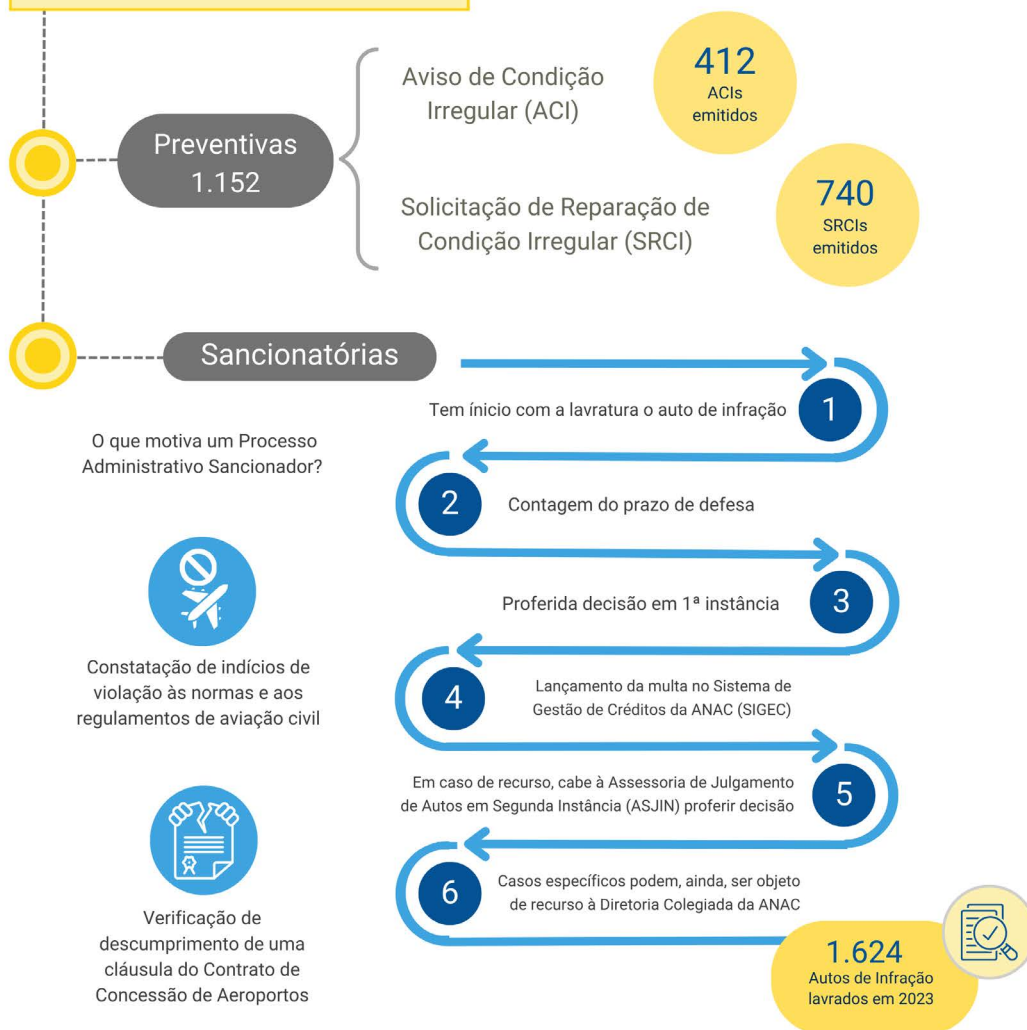 Preventivas
1.152
Aviso de Condição
Irregular (ACI)
412
ACIs
emitidos
Solicitação de Reparação de
Condição Irregular (SRCI)
740
SRCIs
emitidos
Sancionatórias
O que motiva um Processo
Administrativo Sancionador?
Constatação de indícios de
violação às normas e aos
regulamentos de aviação civil
Verificação de
descumprimento de uma
cláusula do Contrato de
Concessão de Aeroportos
Tem ínicio com a lavratura o auto de infração
1
2
Contagem do prazo de defesa
Proferida decisão em 1ª instância
3
4
Lançamento da multa no Sistema de
Gestão de Créditos da ANAC (SIGEC)
Em caso de recurso, cabe à Assessoria de Julgamento
de Autos em Segunda Instância (ASJIN) proferir decisão
5
6
Casos específicos podem, ainda, ser objeto
de recurso à Diretoria Colegiada da ANAC
1.624
Autos de Infração
lavrados em 2023